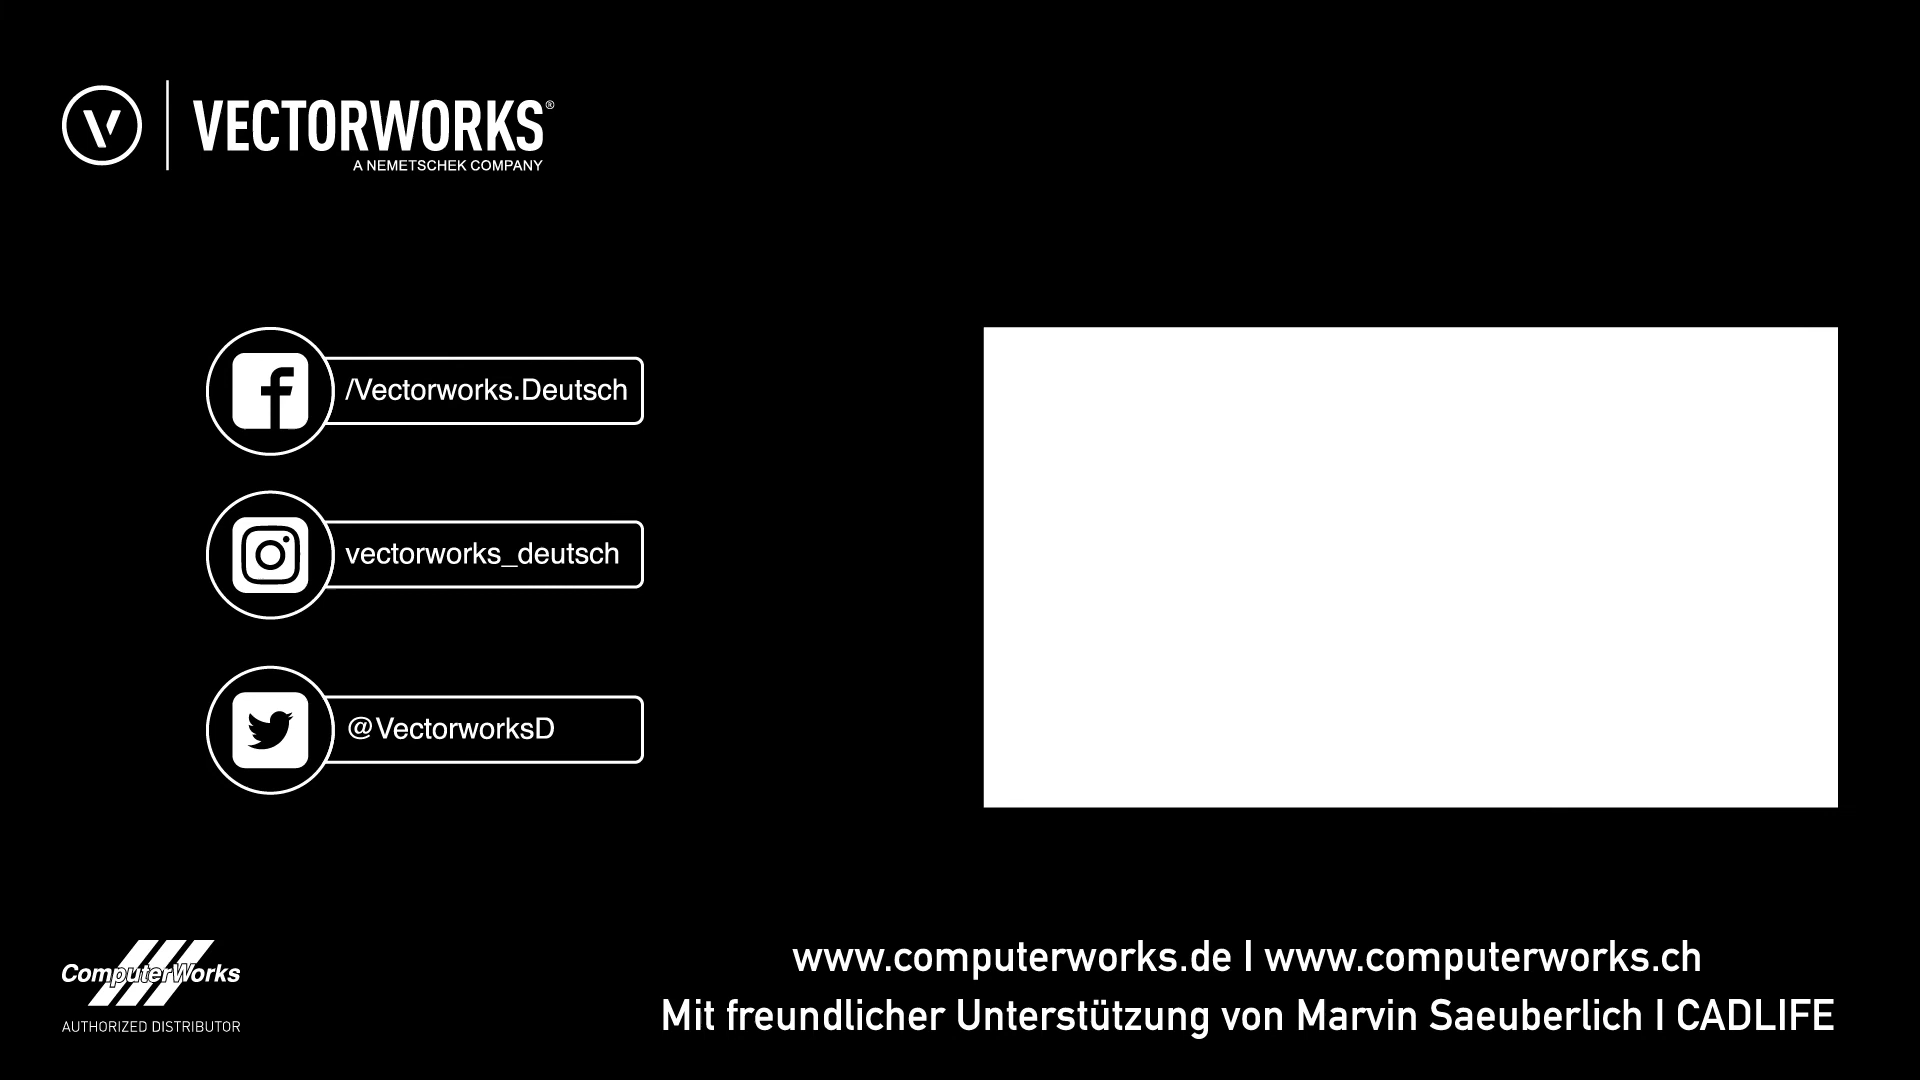 VECTORWORKS®
A NEMETSCHEK COMPANY
/Vectorworks.Deutsch
vectorworks_deutsch
@VectorworksD
ComputerWorks
AUTHORIZED DISTRIBUTOR
www.computerworks.de I www.computerworks.ch
Mit freundlicher Unterstützung von Marvin Saeuberlich I CADLIFE